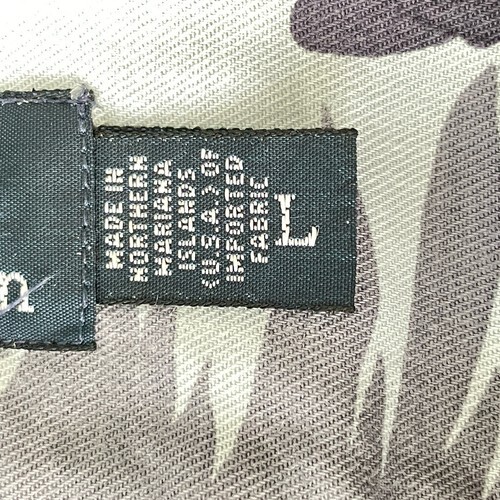 MADE IN
NORTHERN
MARIANA
ISLANDS
(U.S.A.) OF
IMPORTED
FABRIC
L
n